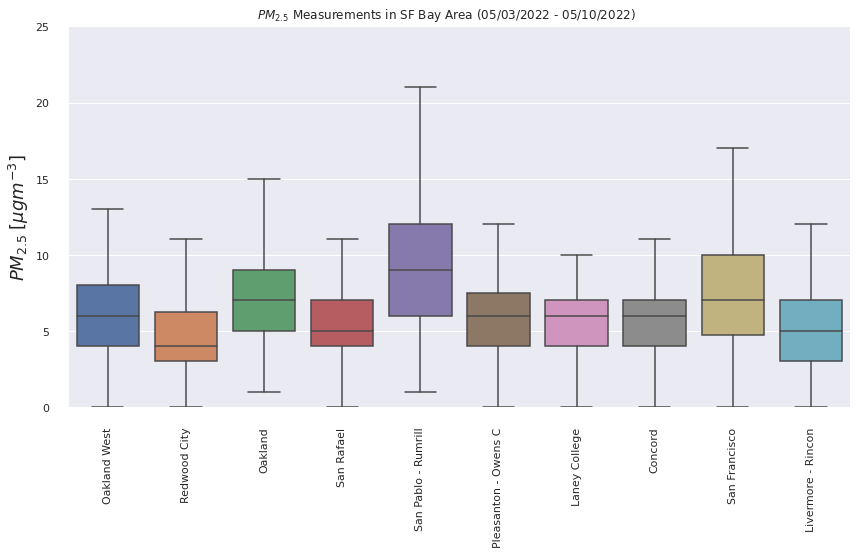 PM2.5 Measurements in SF Bay Area (05/03/2022 - 05/10/2022)
PM2.5 [μgm−3]
25
20
15
10
5
0
Oakland West
Redwood City
Oakland
San Rafael
San Pablo - Rumrill
Pleasanton - Owens C
Laney College
Concord
San Francisco
Livermore - Rincon